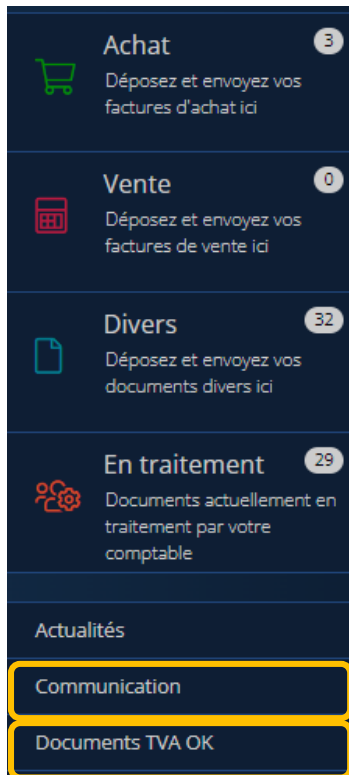 Achat 3
Déposez et envoyez vos
factures d'achat ici
Vente 0
Déposez et envoyez vos
factures de vente ici
Divers 32
Déposez et envoyez vos
documents divers ici
En traitement 29
Documents actuellement en
traitement par votre
comptable
Actualités
Communication
Documents TVA OK